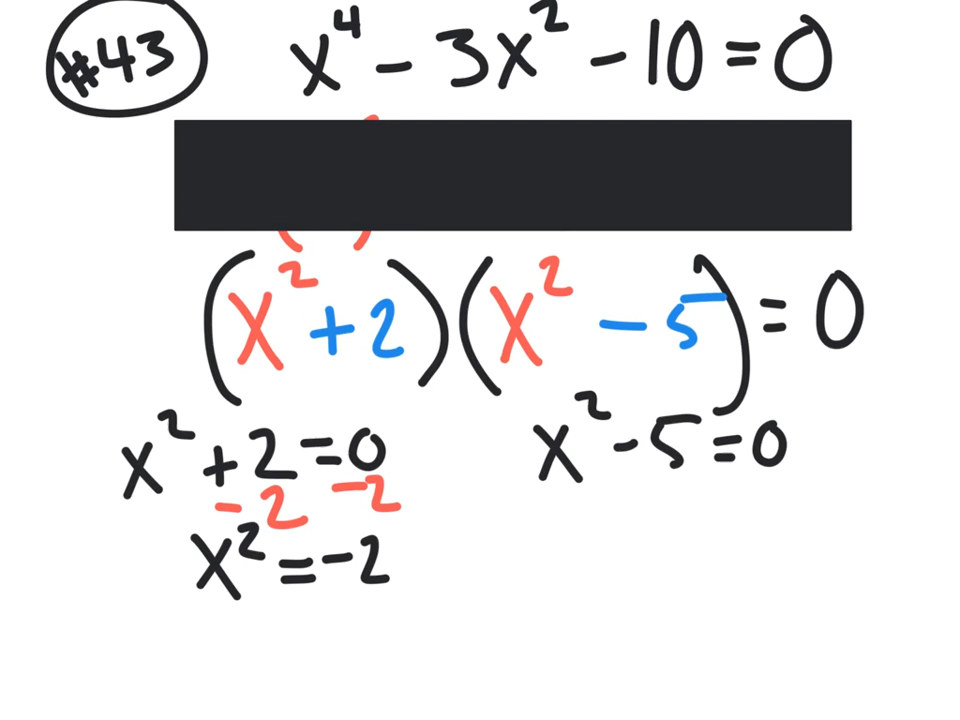 #43 x⁴ - 3x² - 10 = 0
(x² + 2)(x² - 5) = 0
x² + 2 = 0 x² - 5 = 0
- 2 - 2
x² = -2